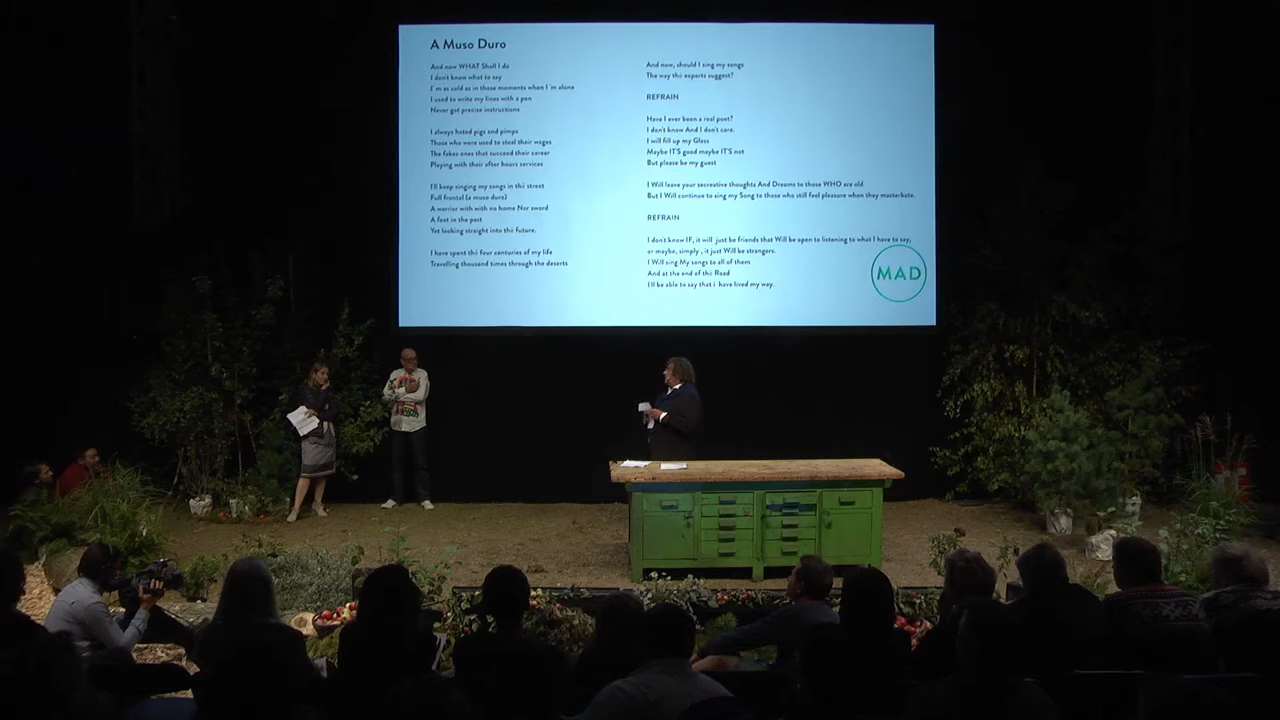 A Muso Duro
And now WHAT Shell I do
I don't know what to say
I' m as cold as in those moments when I 'm alone
I used to write my lines with a pen
Never got precise instructions
I always hated pigs and pimps
Those who were used to steal their wages
The fakes ones that succeed their career
Playing with their after hours services
I'll keep singing my songs in thii street
Full frontal (a muso duro)
A warrior with with no home Nor sword
A feet in the past
Yet looking straight into thii future.
I have spent thii four centuries of my life
Travelling thousand times through the deserts
And now, should I sing my songs
The way thii experts suggest?
REFRAIN
Have I ever been a real poet?
I don't know And I don't care.
I will fill up my Glass
Maybe IT'S good maybe IT'S not
But please be my guest
I Will leave your secreative thoughts And Dreams to those WHO are old
But I Will continue to sing my Song to those who still feel pleasure when they masterbate.
REFRAIN
I don't know IF, it will just be friends that Will be open to listening to what I have to say,
or maybe, simply , it just Will be strangers.
I Will sing My songs to all of them
And at the end of thii Road
I'll be able to say that i have lived my way.
MAD